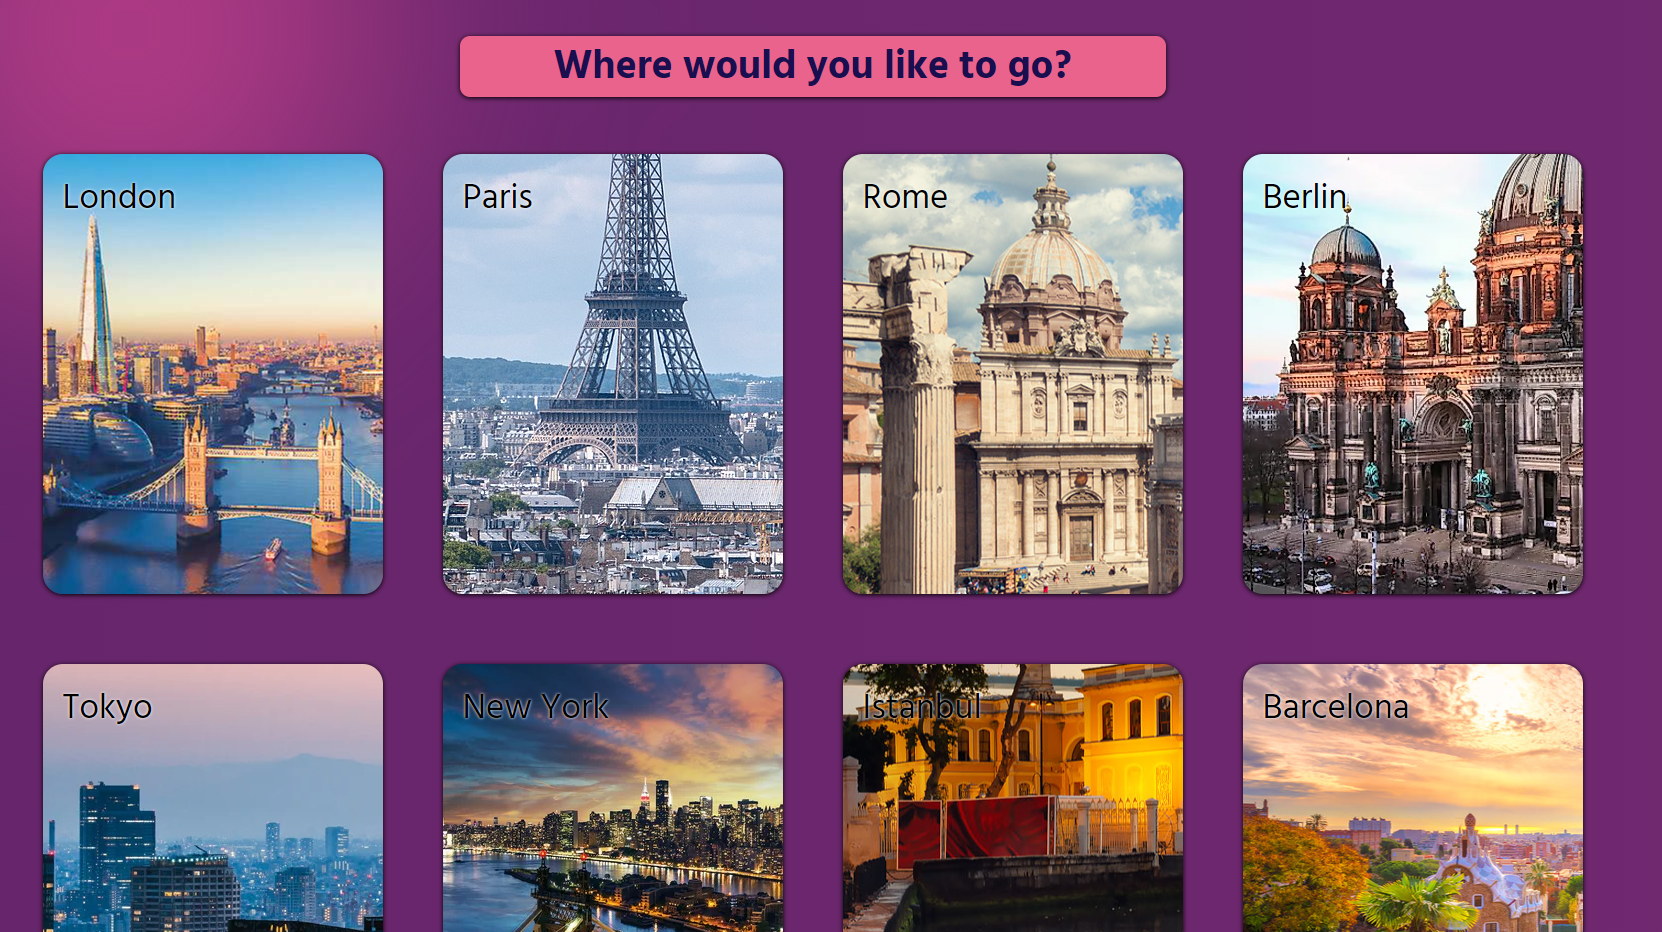 Where would you like to go?
London
Paris
Rome
Berlin
Tokyo
New York
Istanbul
Barcelona